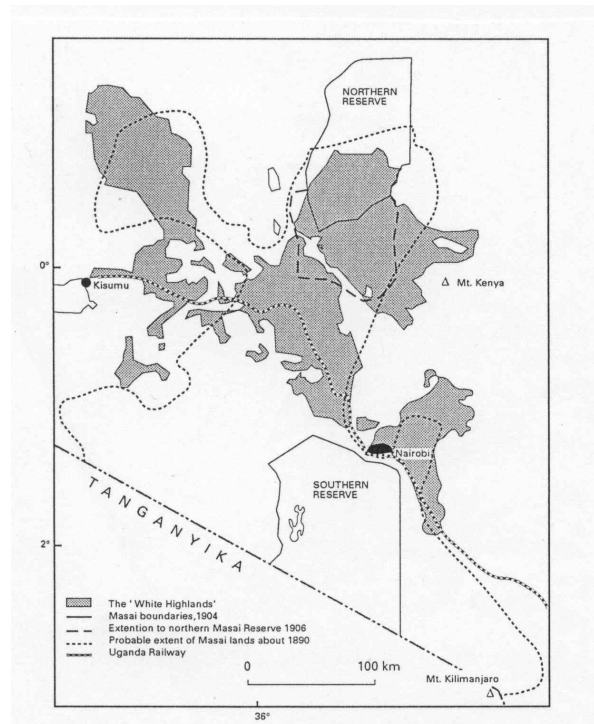 NORTHERN
RESERVE
0°
Kisumu
Mt. Kenya
Nairobi
SOUTHERN
RESERVE
TANGANYIKA
2°
The 'White Highlands'
Masai boundaries,1904
Extention to northern Masai Reserve 1906
Probable extent of Masai lands about 1890
Uganda Railway
0
100 km
Mt. Kilimanjaro
36°